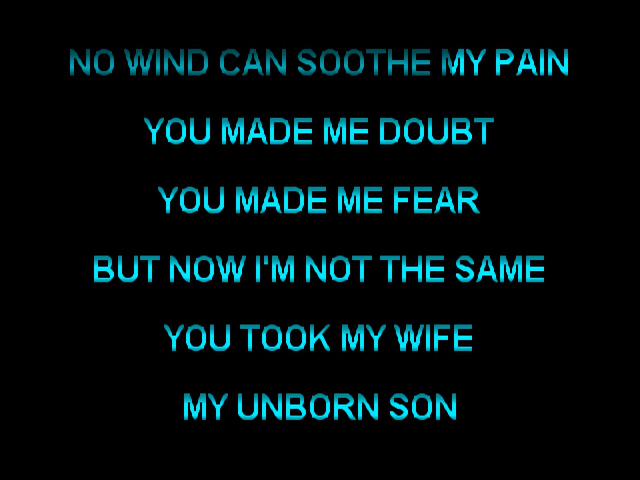 NO WIND CAN SOOTHE MY PAIN
YOU MADE ME DOUBT
YOU MADE ME FEAR
BUT NOW I'M NOT THE SAME
YOU TOOK MY WIFE
MY UNBORN SON